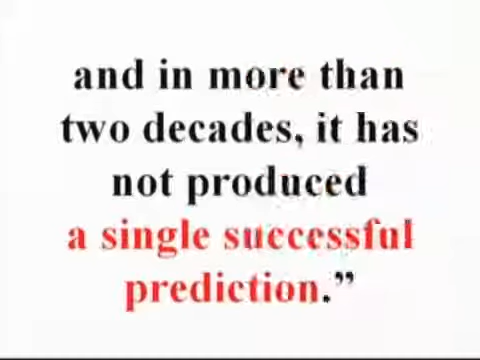 and in more than
two decades, it has
not produced
a single successful
prediction.”